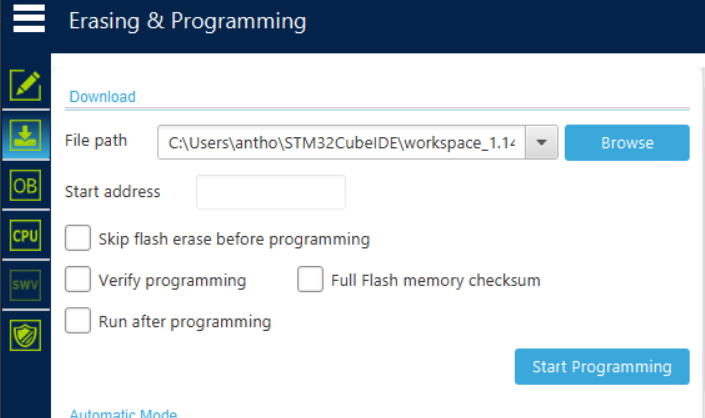 Erasing & Programming
Download
File path C:\Users\antho\STM32CubeIDE\workspace_1.14 Browse
Start address
OB
Skip flash erase before programming
CPU
Verify programming Full Flash memory checksum
SWV
Run after programming
Start Programming
Automatic Mode